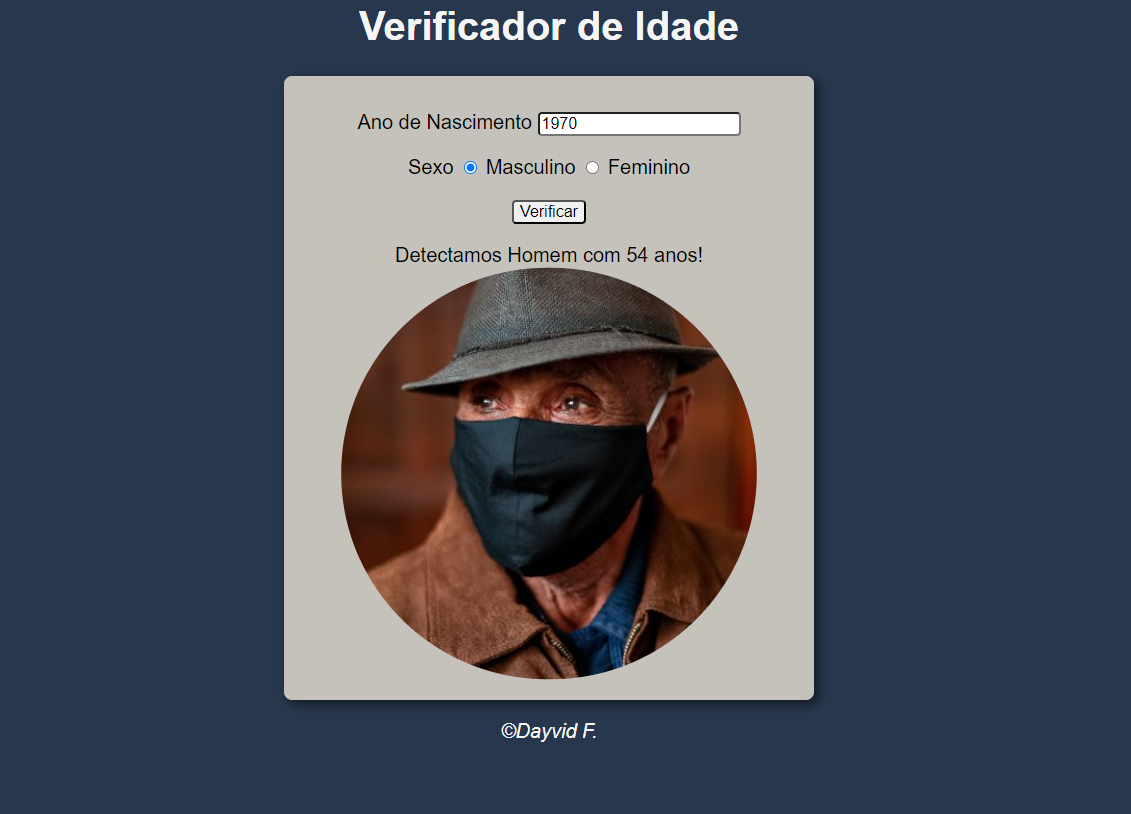 Verificador de Idade
Ano de Nascimento 1970
Sexo Masculino Feminino
Verificar
Detectamos Homem com 54 anos!
©Dayvid F.